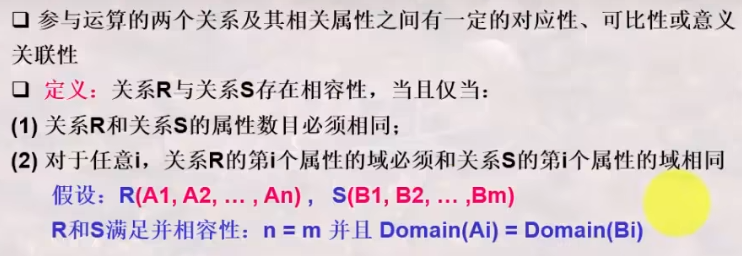 □ 参与运算的两个关系及其相关属性之间有一定的对应性、可比性或意义
关联性
□ 定义：关系R与关系S存在相容性，当且仅当：
(1) 关系R和关系S的属性数目必须相同；
(2) 对于任意i，关系R的第i个属性的域必须和关系S的第i个属性的域相同
假设：R(A1, A2, … , An) ， S(B1, B2, … ,Bm)
R和S满足并相容性：n = m 并且 Domain(Ai) = Domain(Bi)